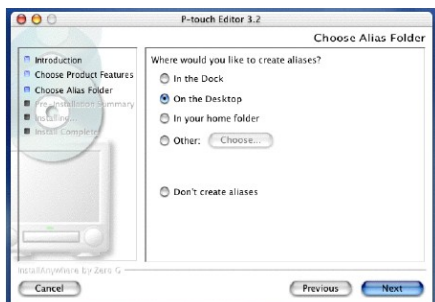 P-touch Editor 3.2
Choose Alias Folder
Introduction
Choose Product Features
Choose Alias Folder
Pre-Installation Summary
Installing...
Install Complete
Where would you like to create aliases?
In the Dock
On the Desktop
In your home folder
Other: Choose...
Don't create aliases
InstallAnywhere by Zero G
Cancel
Previous
Next